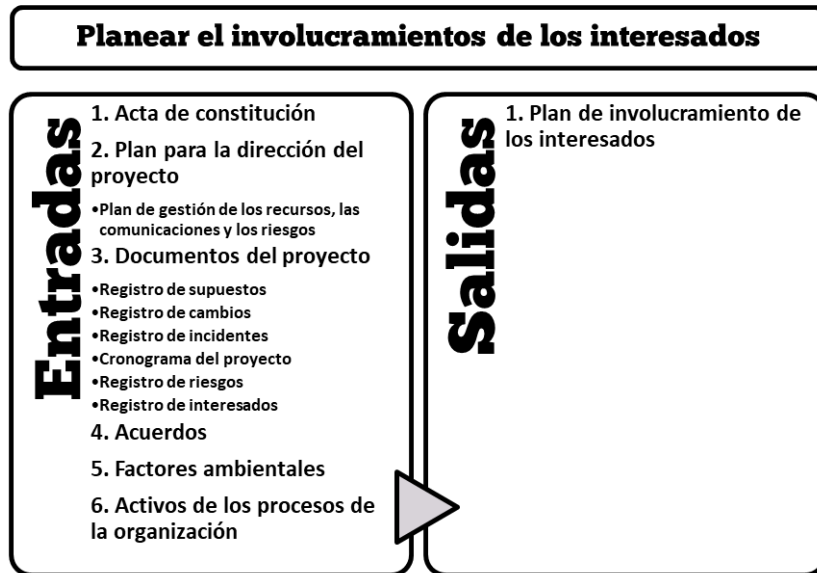 Planear el involucramientos de los interesados
Entradas
1. Acta de constitución
2. Plan para la dirección del
proyecto
•Plan de gestión de los recursos, las
comunicaciones y los riesgos
3. Documentos del proyecto
•Registro de supuestos
•Registro de cambios
•Registro de incidentes
•Cronograma del proyecto
•Registro de riesgos
•Registro de interesados
4. Acuerdos
5. Factores ambientales
6. Activos de los procesos de
la organización
Salidas
1. Plan de involucramiento de
los interesados